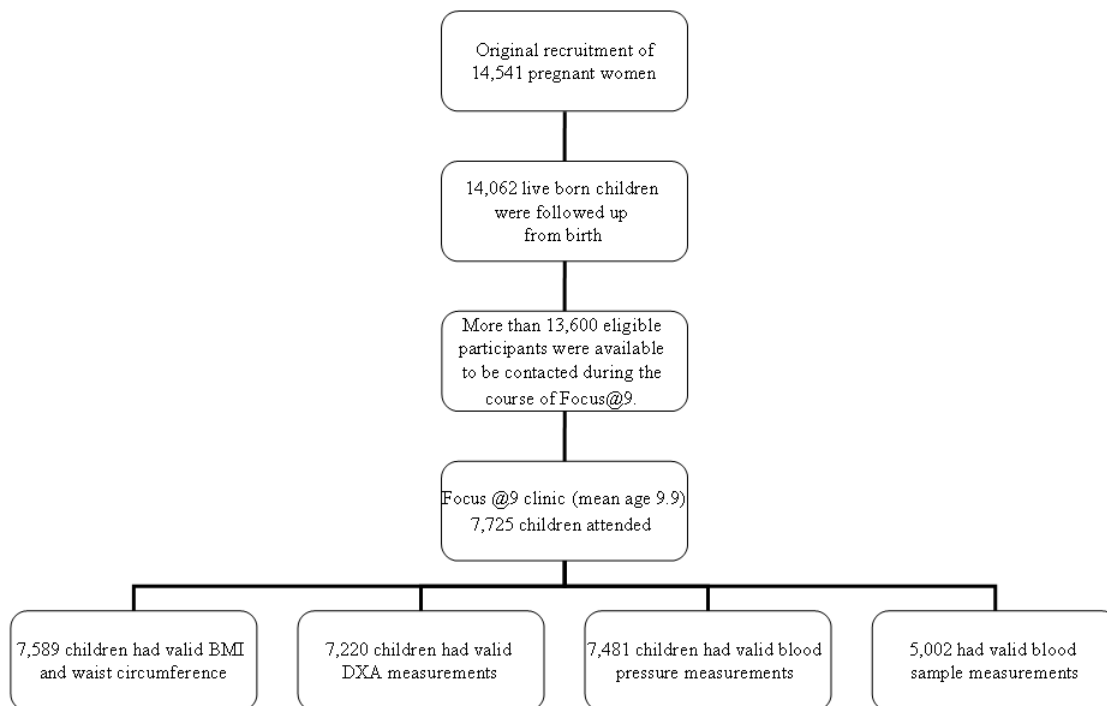 Original recruitment of
14,541 pregnant women
14,062 live born children
were followed up
from birth
More than 13,600 eligible
participants were available
to be contacted during the
course of Focus@9.
Focus @9 clinic (mean age 9.9)
7,725 children attended
7,589 children had valid BMI
and waist circumference
7,220 children had valid
DXA measurements
7,481 children had valid blood
pressure measurements
5,002 had valid blood
sample measurements